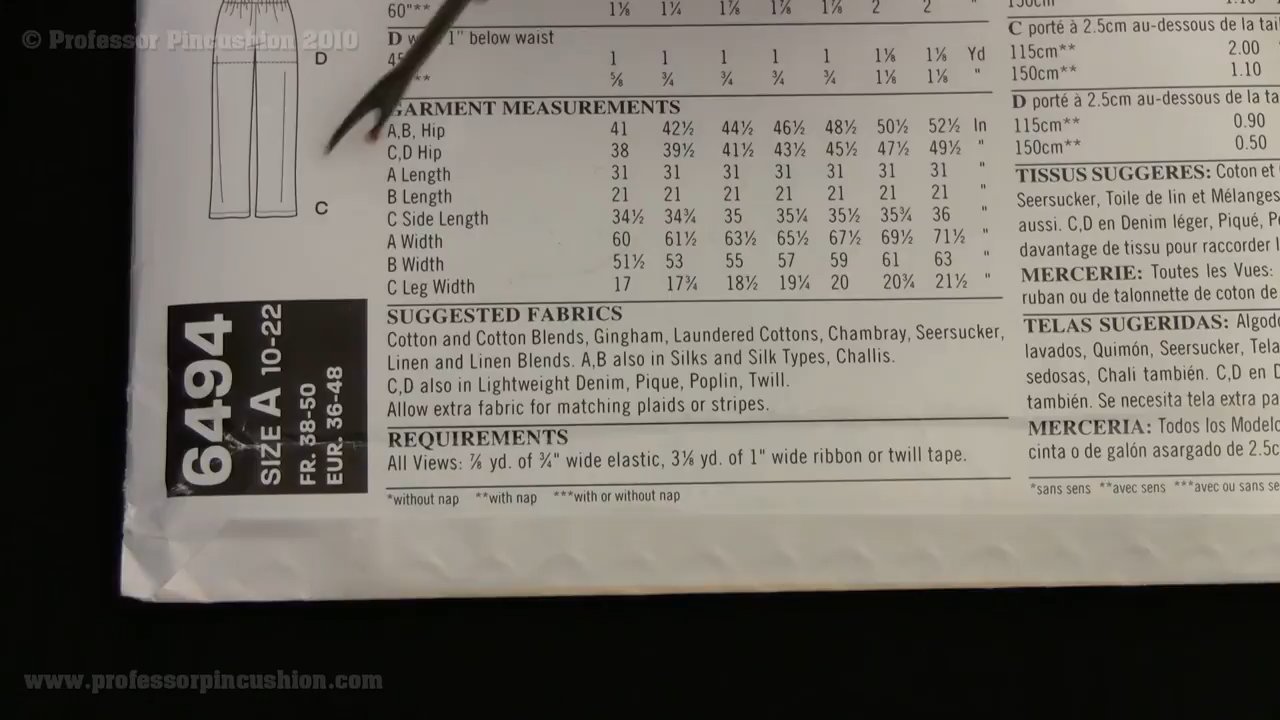 © Professor Pincushion 2010
60"** 1⅛ 1¼ 1⅞ 1⅞ 1⅞ 2 2 "
D 1" below waist
1 1 1 1 1 1⅛ 1⅛ Yd
** ⅝ ¾ ¾ ¾ ¾ 1⅛ 1⅛ "
D
GARMENT MEASUREMENTS
A,B, Hip 41 42½ 44½ 46½ 48½ 50½ 52½ In
C,D Hip 38 39½ 41½ 43½ 45½ 47½ 49½ "
A Length 31 31 31 31 31 31 31 "
B Length 21 21 21 21 21 21 21 "
C Side Length 34½ 34¾ 35 35¼ 35½ 35¾ 36 "
A Width 60 61½ 63½ 65½ 67½ 69½ 71½ "
B Width 51½ 53 55 57 59 61 63 "
C Leg Width 17 17¾ 18½ 19¼ 20 20¾ 21½ "
C
SUGGESTED FABRICS
Cotton and Cotton Blends, Gingham, Laundered Cottons, Chambray, Seersucker,
Linen and Linen Blends. A,B also in Silks and Silk Types, Challis.
C,D also in Lightweight Denim, Pique, Poplin, Twill.
Allow extra fabric for matching plaids or stripes.
REQUIREMENTS
All Views: ⅞ yd. of ¾" wide elastic, 3⅛ yd. of 1" wide ribbon or twill tape.
*without nap **with nap ***with or without nap
6494
SIZE A 10-22
FR. 38-50
EUR. 36-48
C porté à 2.5cm au-dessous de la
115cm** 2.00
150cm** 1.10
D porté à 2.5cm au-dessous de la
115cm** 0.90
150cm** 0.50
TISSUS SUGGERES: Coton et
Seersucker, Toile de lin et Mélanges
aussi. C,D en Denim léger, Piqué,
davantage de tissu pour raccorder
MERCERIE: Toutes les Vues:
ruban ou de talonnette de coton de
TELAS SUGERIDAS:
lavados, Quimón, Seersucker,
sedosas, Chalí también. C,D en
también. Se necesita tela extra
MERCERIA: Todos los
cinta o de galón asargado de
*sans sens **avec sens ***avec ou sans
www.professorpincushion.com